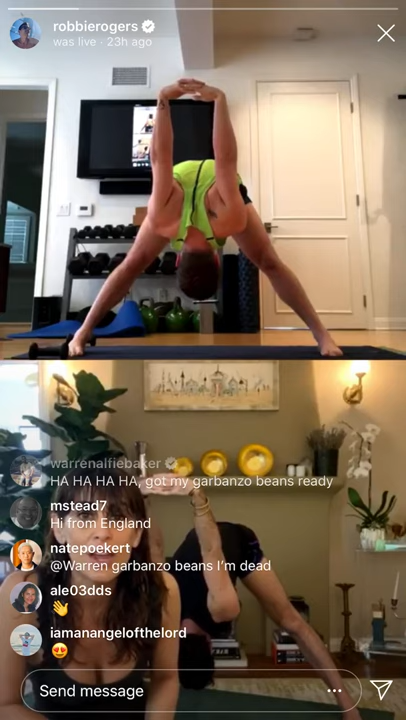 robbierogers
was live · 23h ago
warrenalfiebaker
HA HA HA HA, got my garbanzo beans ready
mstead7
Hi from England
natepoekert
@Warren garbanzo beans I'm dead
ale03dds
👋
iamanangelofthelord
😍
Send message